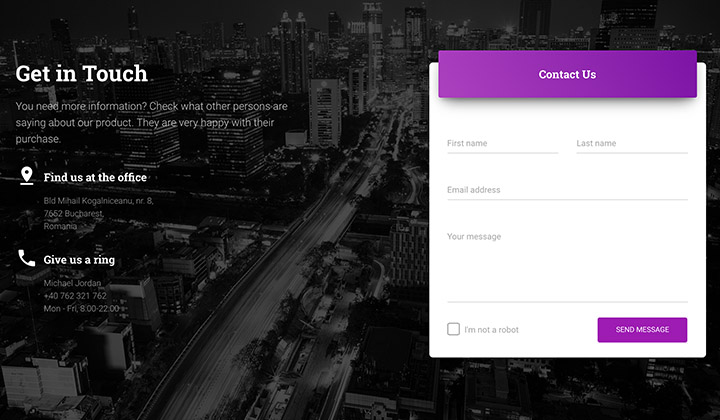 Get in Touch
You need more information? Check what other persons are
saying about our product. They are very happy with their
purchase.
Find us at the office
Bld Mihail Kogalniceanu, nr. 8,
7652 Bucharest,
Romania
Give us a ring
Michael Jordan
+40 762 321 762
Mon - Fri, 8:00-22:00
Contact Us
First name
Last name
Email address
Your message
I'm not a robot
SEND MESSAGE